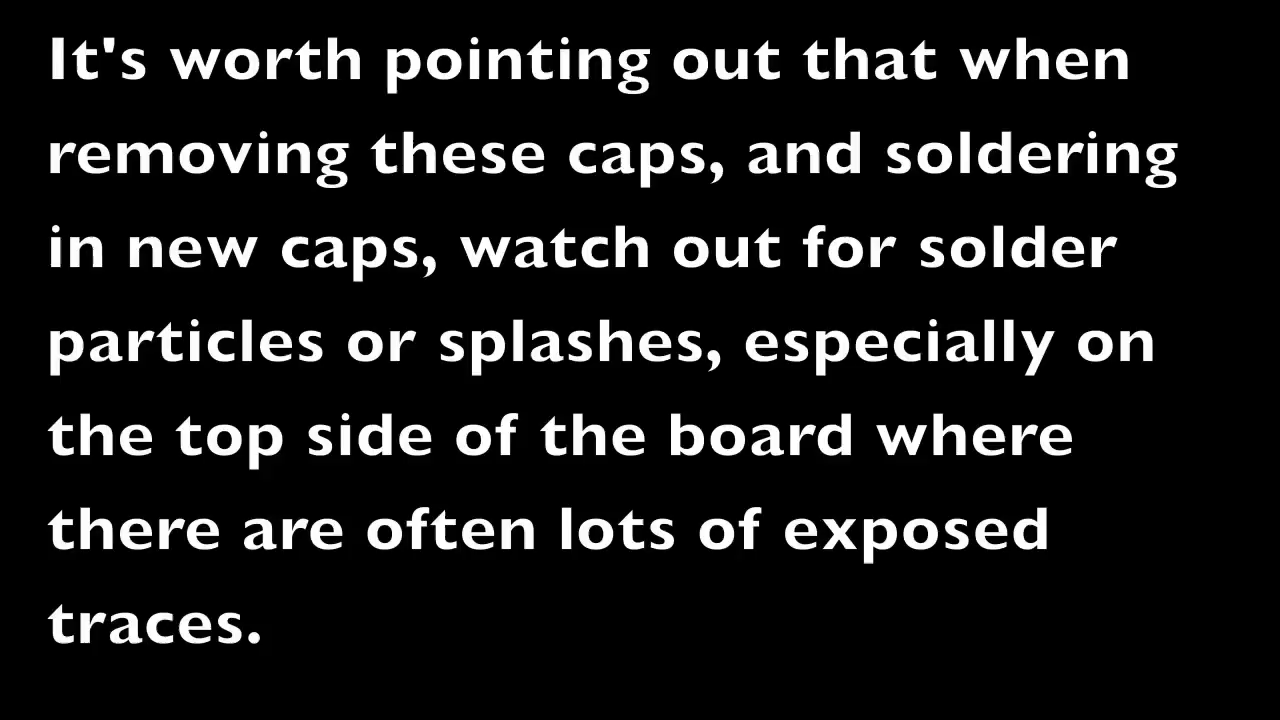 It's worth pointing out that when
removing these caps, and soldering
in new caps, watch out for solder
particles or splashes, especially on
the top side of the board where
there are often lots of exposed
traces.